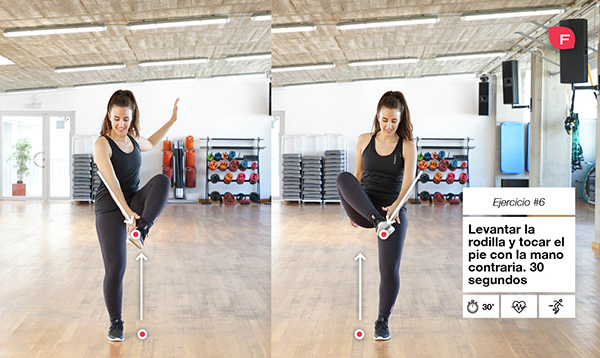 F
Ejercicio #6
Levantar la
rodilla y tocar el
pie con la mano
contraria. 30
segundos
30'